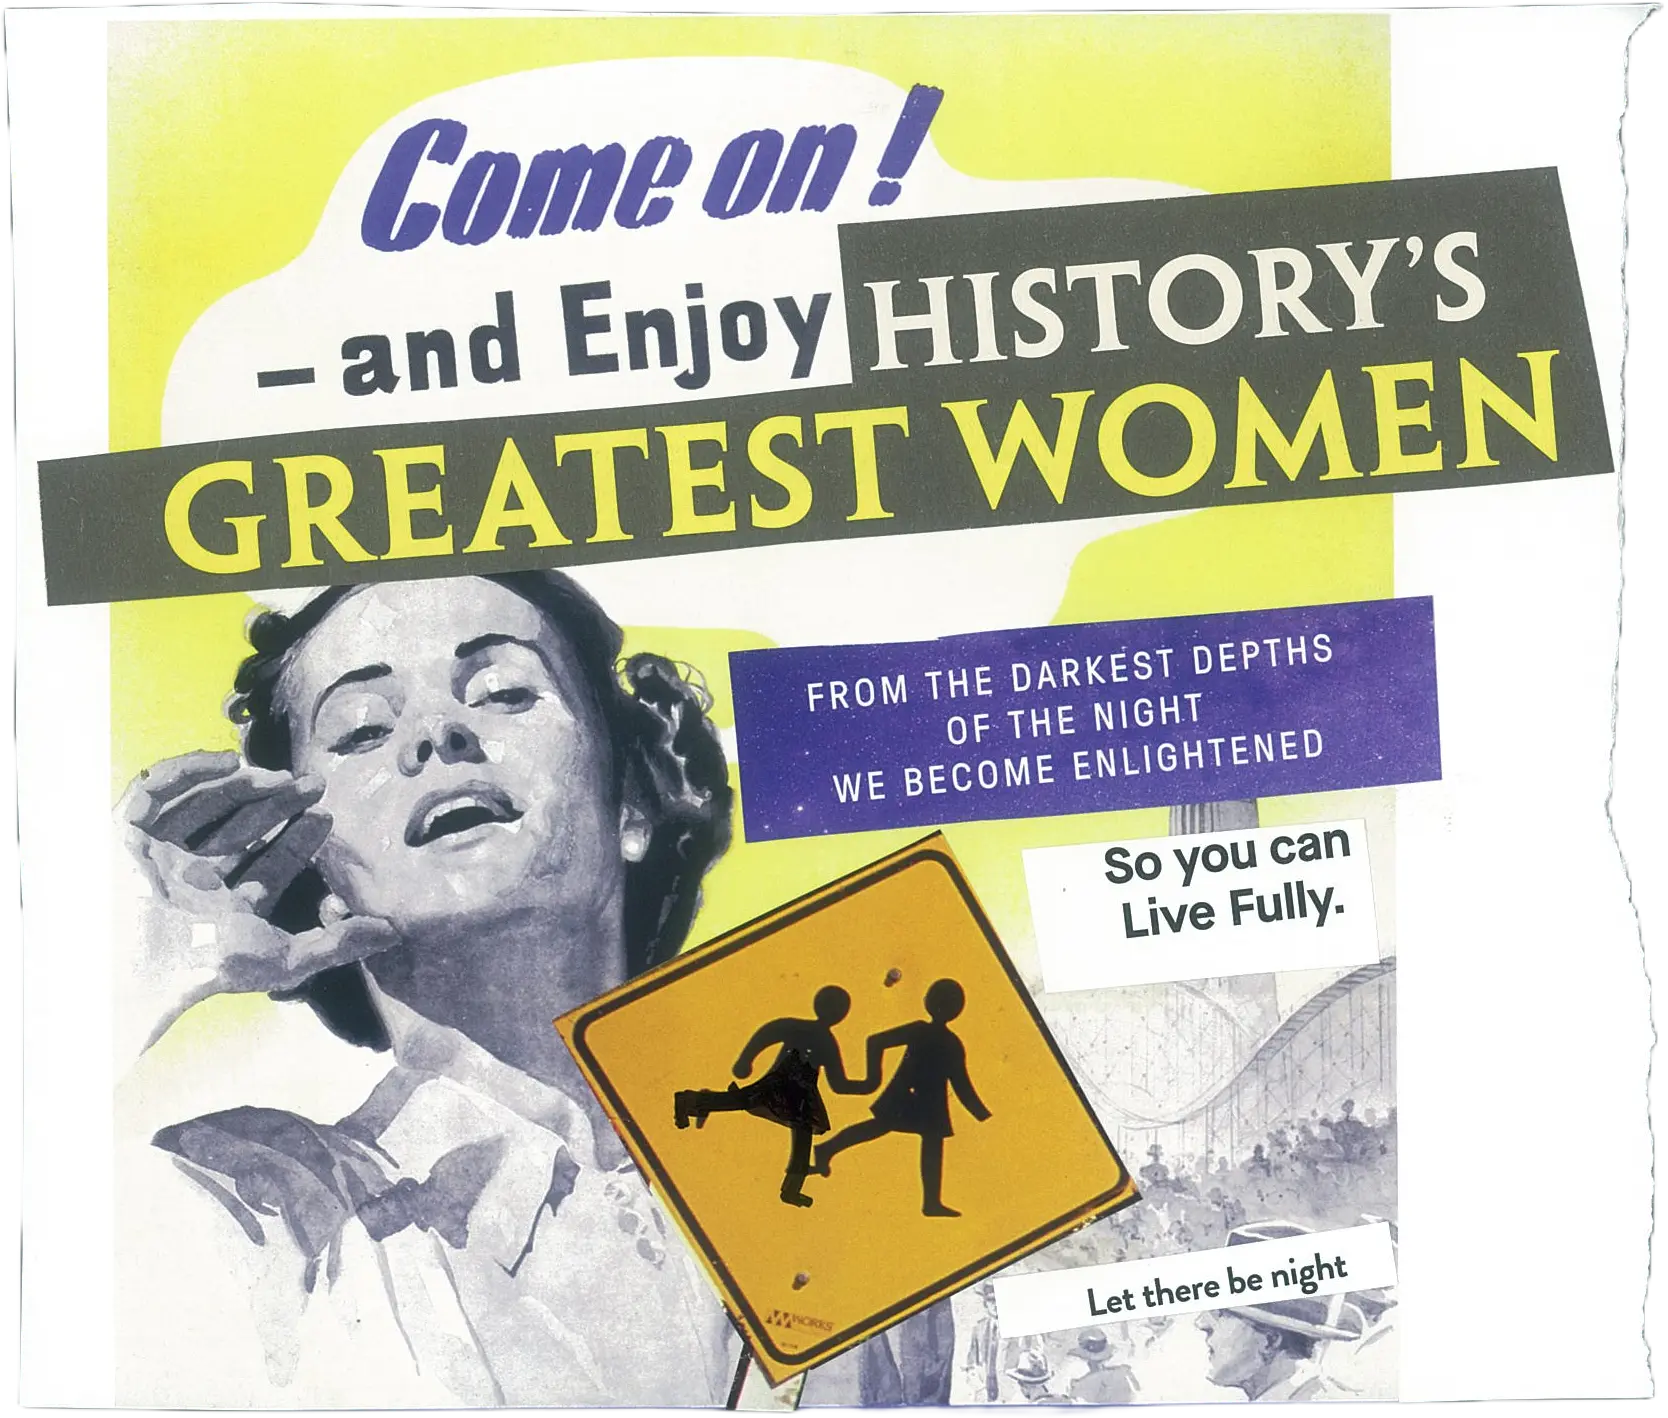 Come on!
– and Enjoy HISTORY'S
GREATEST WOMEN
FROM THE DARKEST DEPTHS
OF THE NIGHT
WE BECOME ENLIGHTENED
So you can
Live Fully.
Let there be night
WORKS